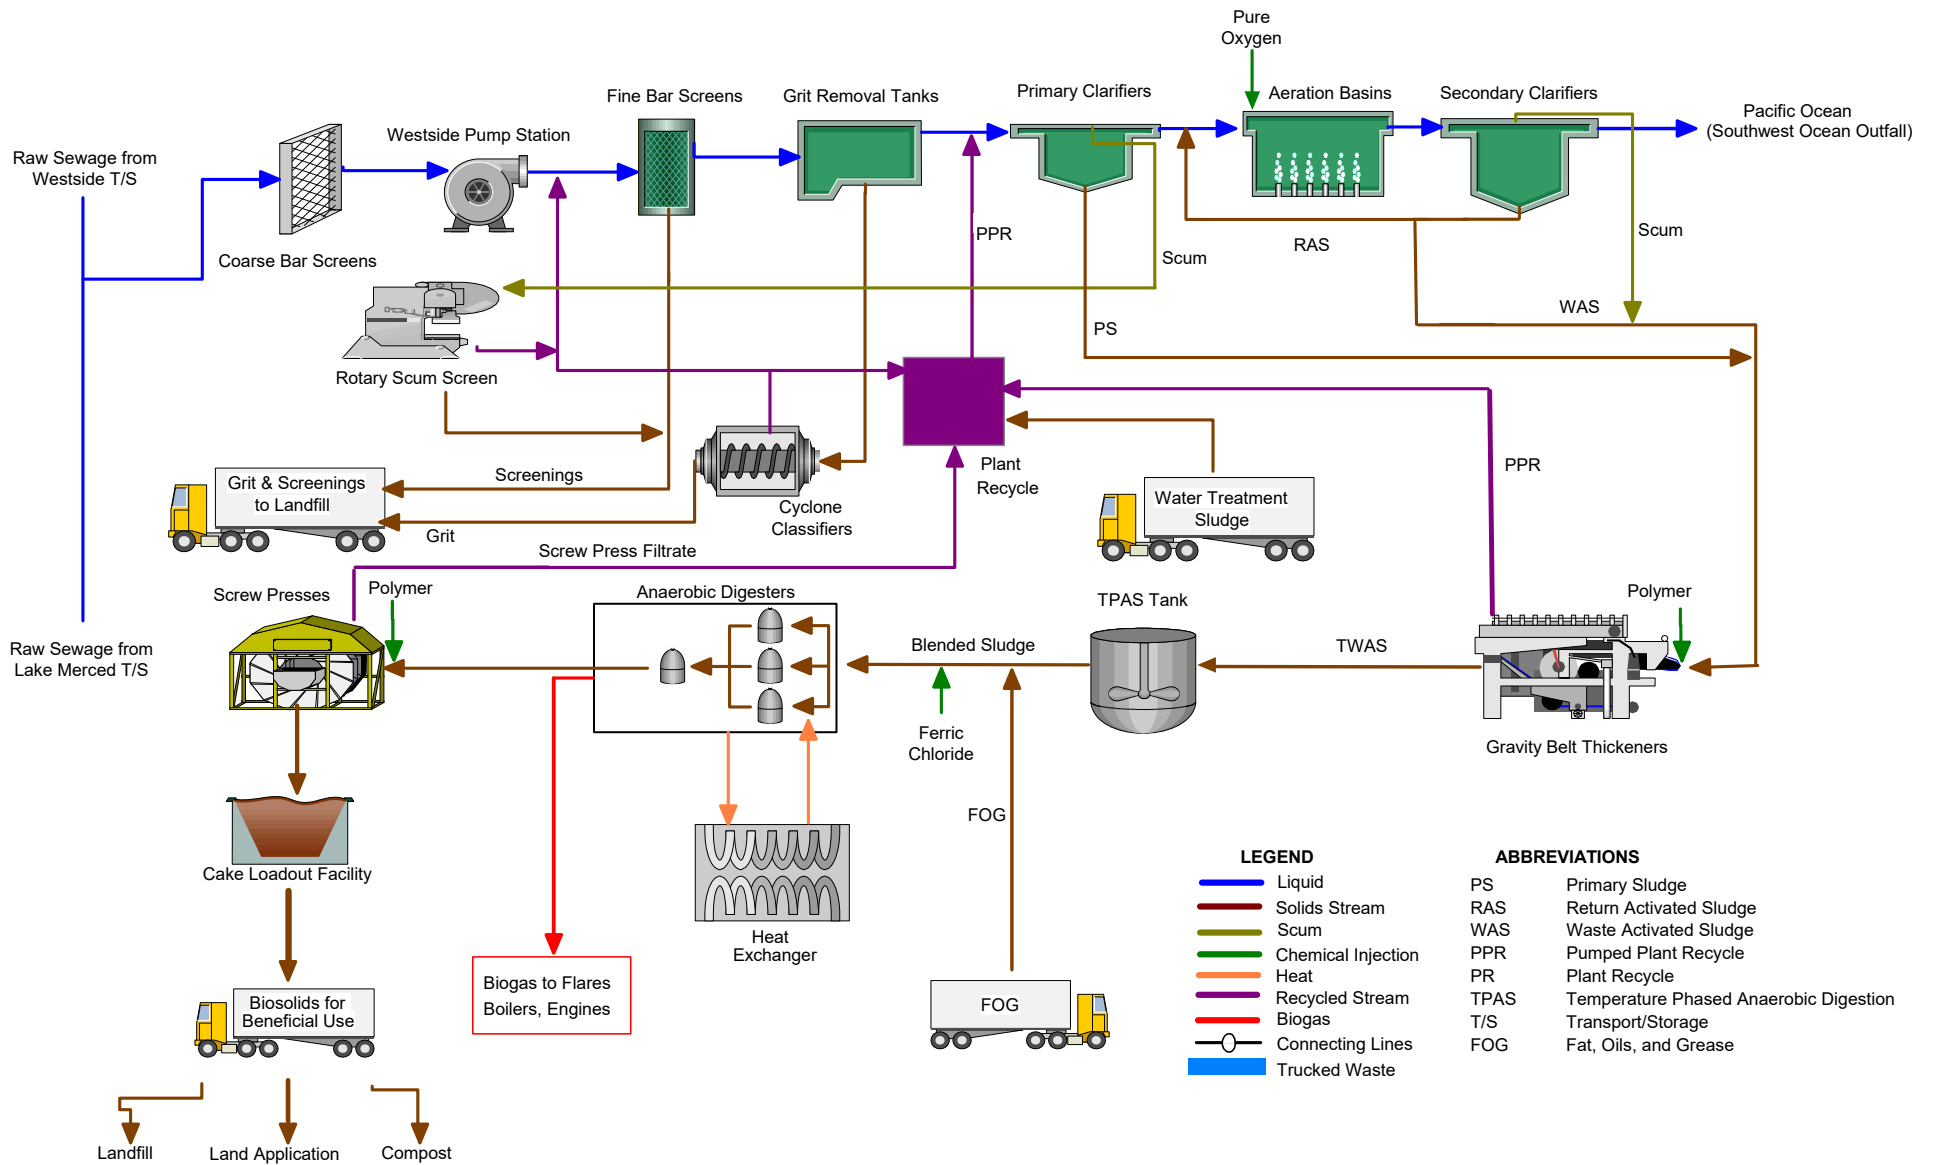 Pure
Oxygen
Fine Bar Screens
Grit Removal Tanks
Primary Clarifiers
Aeration Basins
Secondary Clarifiers
Pacific Ocean
(Southwest Ocean Outfall)
Westside Pump Station
Raw Sewage from
Westside T/S
Coarse Bar Screens
PPR
Scum
RAS
Scum
WAS
PS
Rotary Scum Screen
Plant
Recycle
PPR
Screenings
Grit & Screenings
to Landfill
Grit
Cyclone
Classifiers
Water Treatment
Sludge
Screw Press Filtrate
Screw Presses
Polymer
Anaerobic Digesters
TPAS Tank
Polymer
Raw Sewage from
Lake Merced T/S
Blended Sludge
TWAS
Ferric
Chloride
Gravity Belt Thickeners
FOG
Cake Loadout Facility
Heat
Exchanger
Biogas to Flares
Boilers, Engines
FOG
Biosolids for
Beneficial Use
Landfill
Land Application
Compost
LEGEND
Liquid
Solids Stream
Scum
Chemical Injection
Heat
Recycled Stream
Biogas
Connecting Lines
Trucked Waste
ABBREVIATIONS
PS Primary Sludge
RAS Return Activated Sludge
WAS Waste Activated Sludge
PPR Pumped Plant Recycle
PR Plant Recycle
TPAS Temperature Phased Anaerobic Digestion
T/S Transport/Storage
FOG Fat, Oils, and Grease